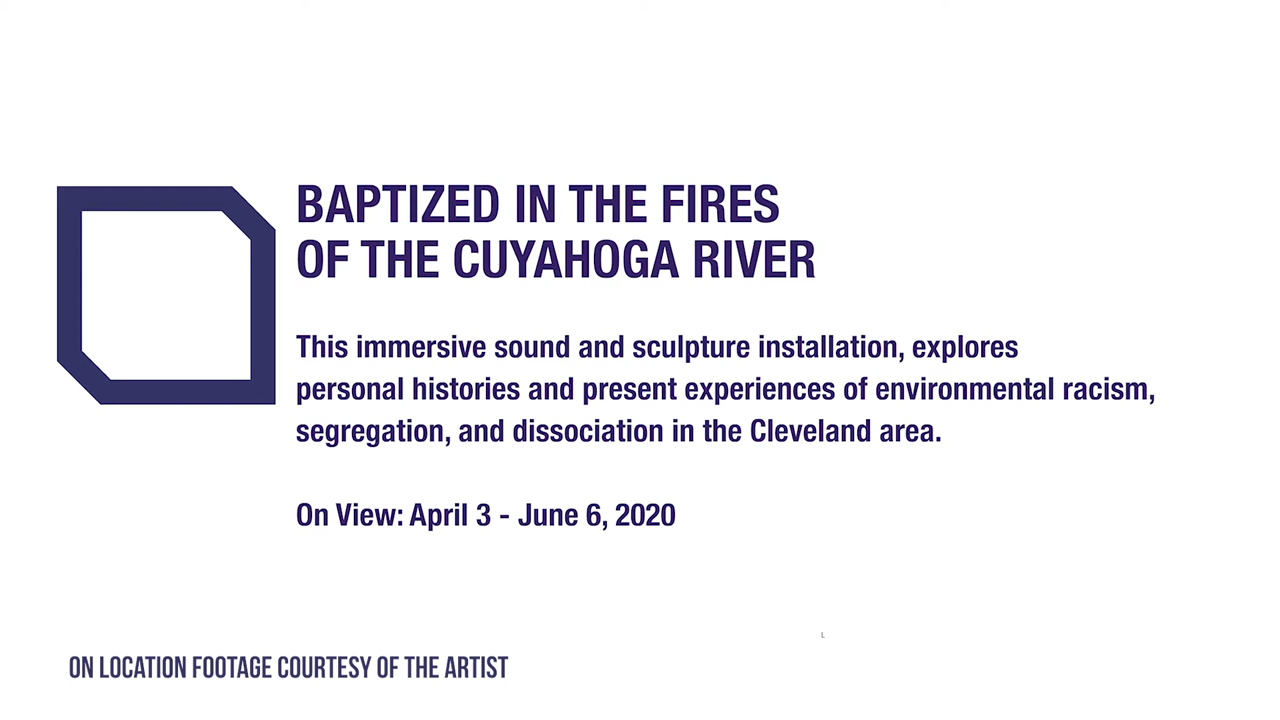 BAPTIZED IN THE FIRES
OF THE CUYAHOGA RIVER
This immersive sound and sculpture installation, explores
personal histories and present experiences of environmental racism,
segregation, and dissociation in the Cleveland area.
On View: April 3 - June 6, 2020
L
ON LOCATION FOOTAGE COURTESY OF THE ARTIST